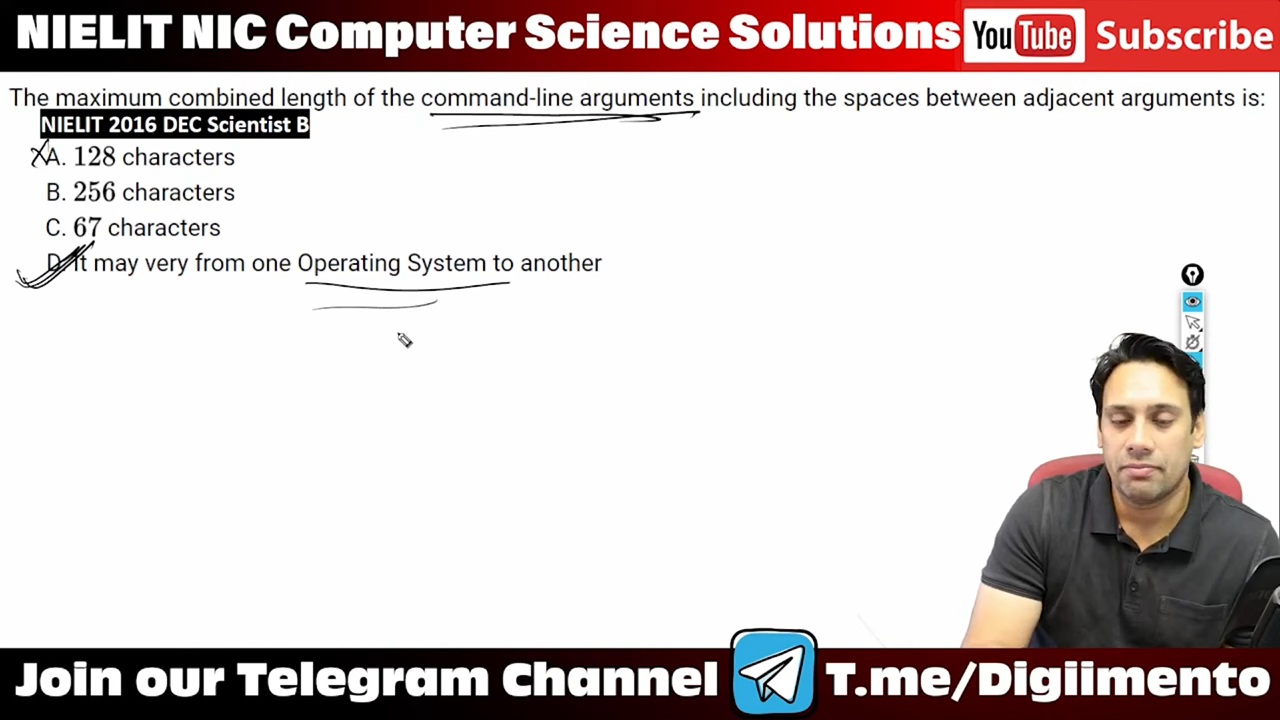 NIELIT NIC Computer Science Solutions YouTube Subscribe
The maximum combined length of the command-line arguments including the spaces between adjacent arguments is:
NIELIT 2016 DEC Scientist B
A. 128 characters
B. 256 characters
C. 67 characters
D. It may very from one Operating System to another
Join our Telegram Channel T.me/Digiimento